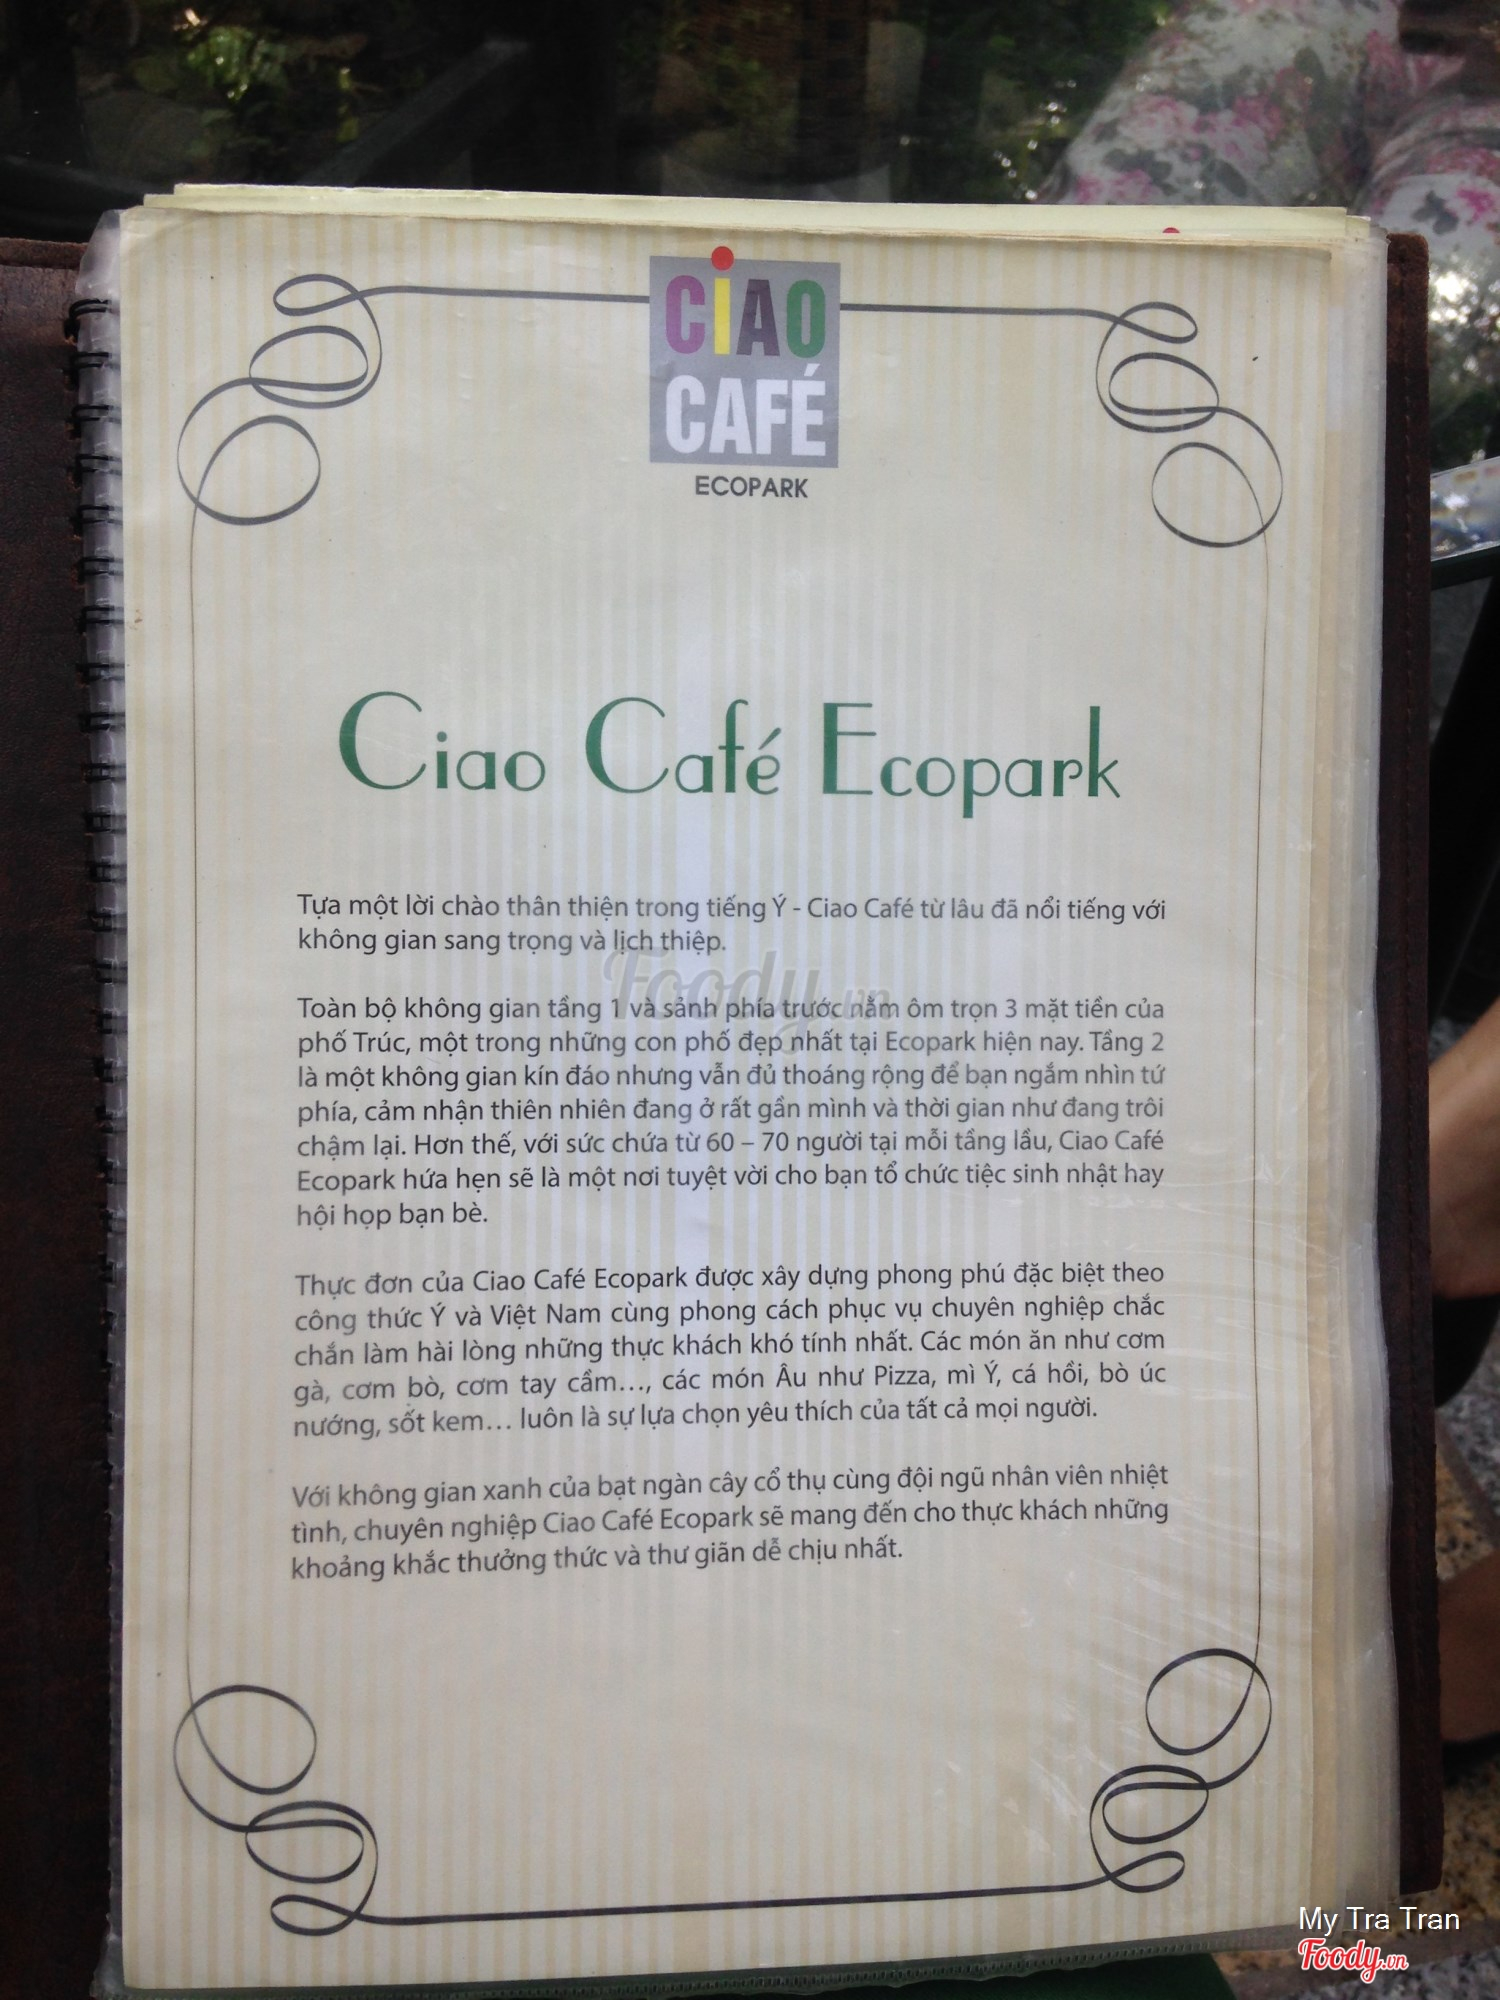 CiAO
CAFÉ
ECOPARK
Ciao Café Ecopark
Tựa một lời chào thân thiện trong tiếng Ý - Ciao Café từ lâu đã nổi tiếng với
không gian sang trọng và lịch thiệp.
Toàn bộ không gian tầng 1 và sảnh phía trước nằm ôm trọn 3 mặt tiền của
phố Trúc, một trong những con phố đẹp nhất tại Ecopark hiện nay. Tầng 2
là một không gian kín đáo nhưng vẫn đủ thoáng rộng để bạn ngắm nhìn tứ
phía, cảm nhận thiên nhiên đang ở rất gần mình và thời gian như đang trôi
chậm lại. Hơn thế, với sức chứa từ 60 – 70 người tại mỗi tầng lầu, Ciao Café
Ecopark hứa hẹn sẽ là một nơi tuyệt vời cho bạn tổ chức tiệc sinh nhật hay
hội họp bạn bè.
Thực đơn của Ciao Café Ecopark được xây dựng phong phú đặc biệt theo
công thức Ý và Việt Nam cùng phong cách phục vụ chuyên nghiệp chắc
chắn làm hài lòng những thực khách khó tính nhất. Các món ăn như cơm
gà, cơm bò, cơm tay cầm…, các món Âu như Pizza, mì Ý, cá hồi, bò úc
nướng, sốt kem… luôn là sự lựa chọn yêu thích của tất cả mọi người.
Với không gian xanh của bạt ngàn cây cổ thụ cùng đội ngũ nhân viên nhiệt
tình, chuyên nghiệp Ciao Café Ecopark sẽ mang đến cho thực khách những
khoảng khắc thưởng thức và thư giãn dễ chịu nhất.
Foody.vn
My Tra Tran
Foody.vn